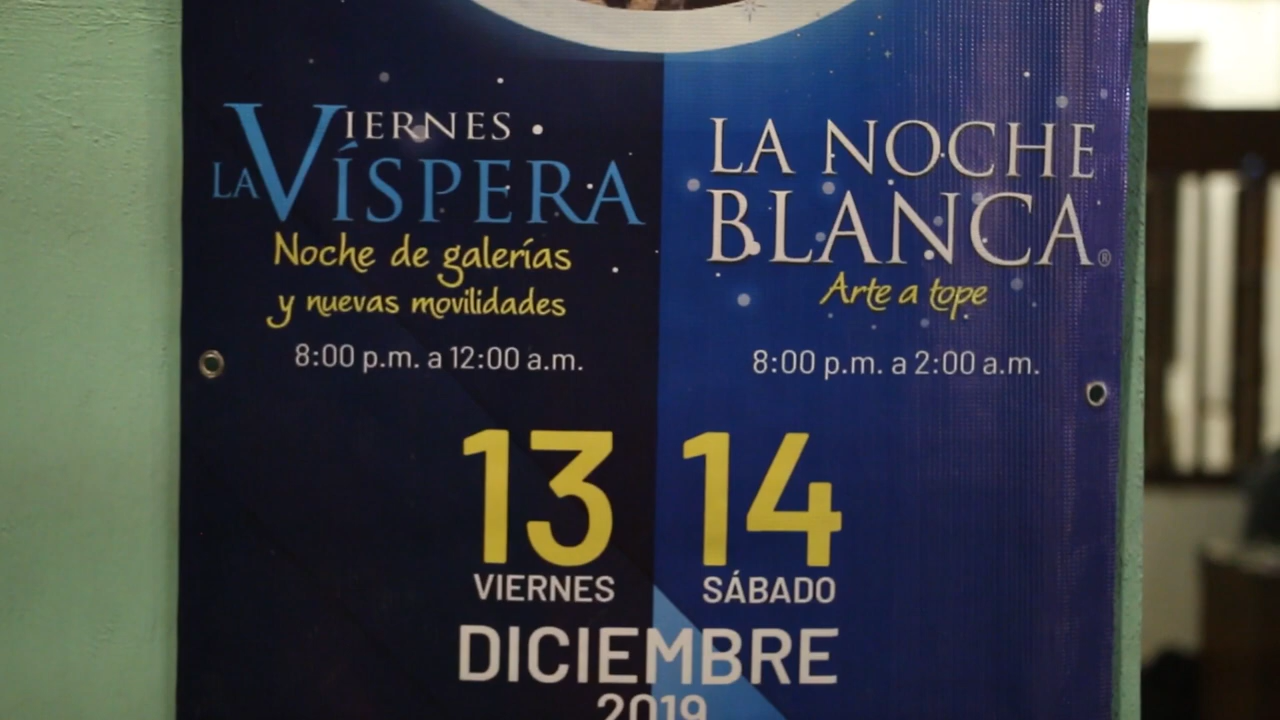 VIERNES
LA VÍSPERA
Noche de galerías
y nuevas movilidades
8:00 p.m. a 12:00 a.m.
LA NOCHE
BLANCA®
Arte a tope
8:00 p.m. a 2:00 a.m.
13 14
VIERNES SÁBADO
DICIEMBRE
2019